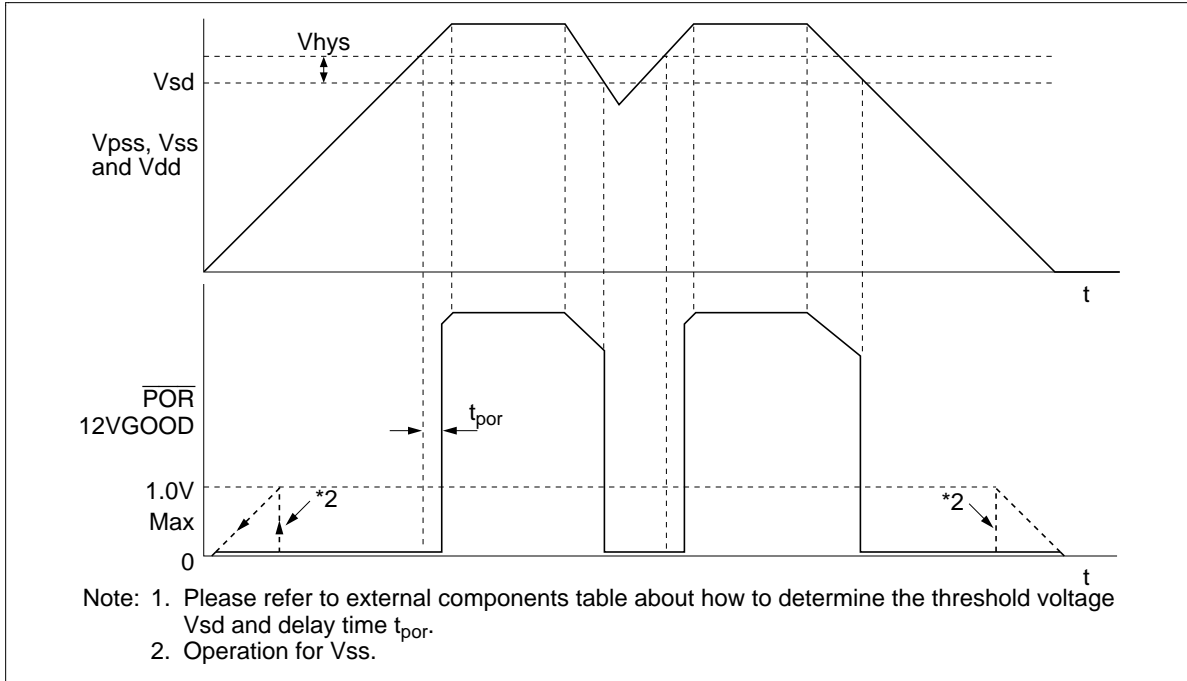 Vhys
Vsd
Vpss, Vss
and Vdd
t
POR
12VGOOD
tpor
1.0V
Max
*2
*2
0
t
Note: 1. Please refer to external components table about how to determine the threshold voltage
Vsd and delay time tpor.
2. Operation for Vss.